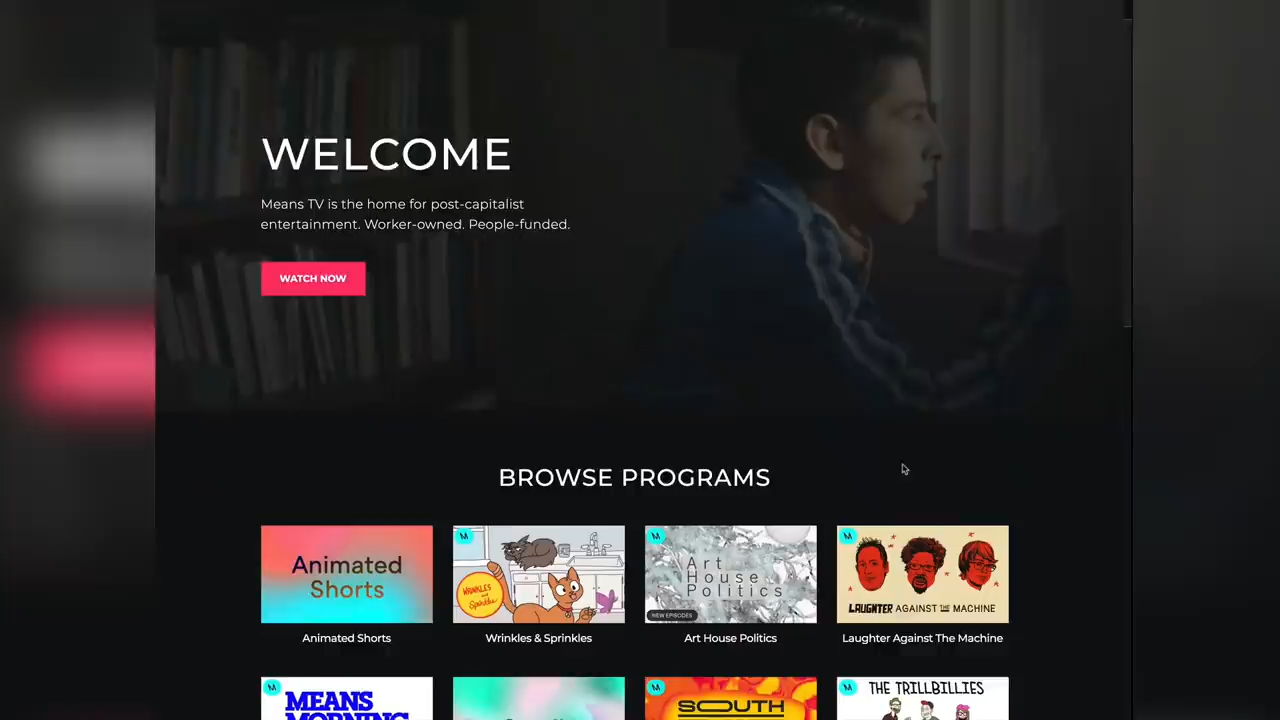 WELCOME
Means TV is the home for post-capitalist
entertainment. Worker-owned. People-funded.
WATCH NOW
BROWSE PROGRAMS
Animated
Shorts
WRINKLES
and
Sprinkles
M
M
Art
House
Politics
NEW EPISODES
M
LAUGHTER AGAINST THE MACHINE
Animated Shorts
Wrinkles & Sprinkles
Art House Politics
Laughter Against The Machine
M
MEANS
MORNING
M
SOUTH
M
THE TRILLBILLIES